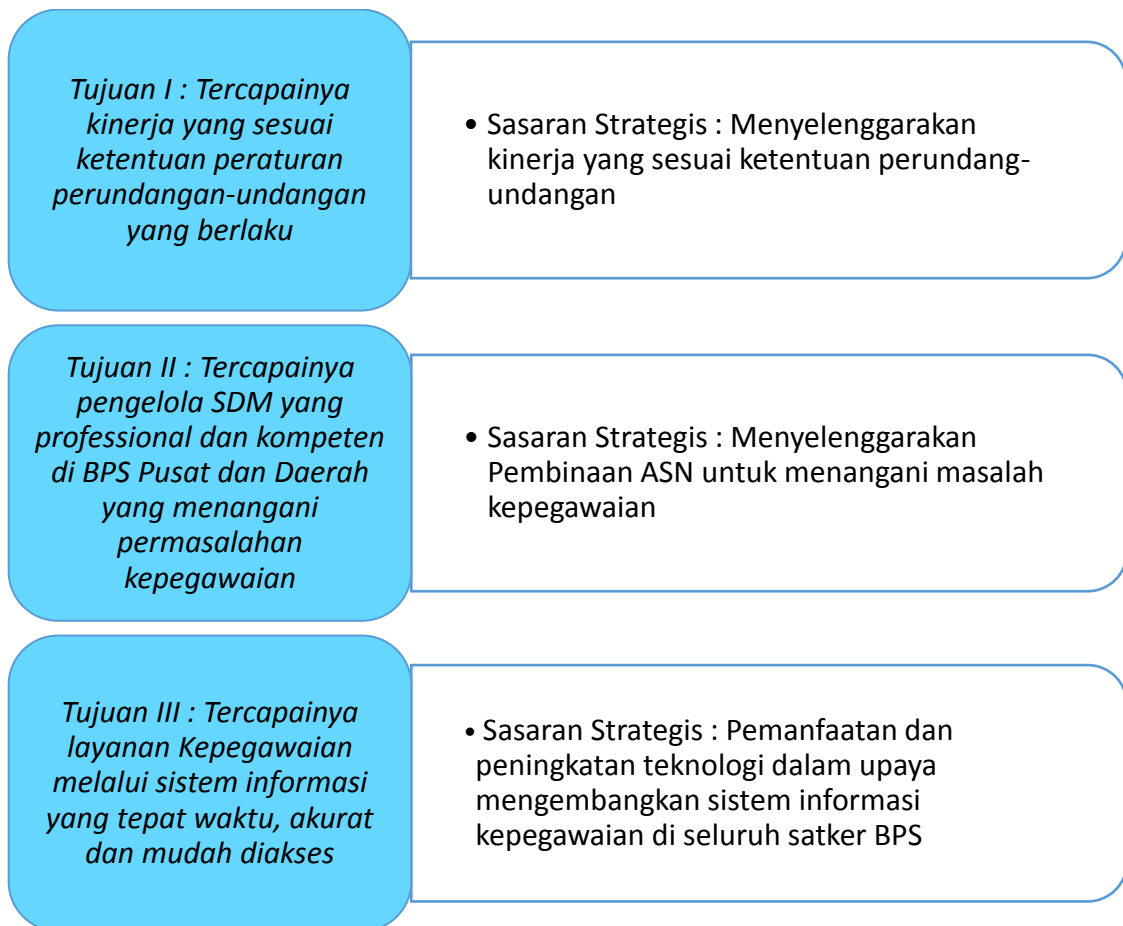 Tujuan I : Tercapainya
kinerja yang sesuai
ketentuan peraturan
perundangan-undangan
yang berlaku
• Sasaran Strategis : Menyelenggarakan
kinerja yang sesuai ketentuan perundang-
undangan
Tujuan II : Tercapainya
pengelola SDM yang
professional dan kompeten
di BPS Pusat dan Daerah
yang menangani
permasalahan
kepegawaian
• Sasaran Strategis : Menyelenggarakan
Pembinaan ASN untuk menangani masalah
kepegawaian
Tujuan III : Tercapainya
layanan Kepegawaian
melalui sistem informasi
yang tepat waktu, akurat
dan mudah diakses
• Sasaran Strategis : Pemanfaatan dan
peningkatan teknologi dalam upaya
mengembangkan sistem informasi
kepegawaian di seluruh satker BPS